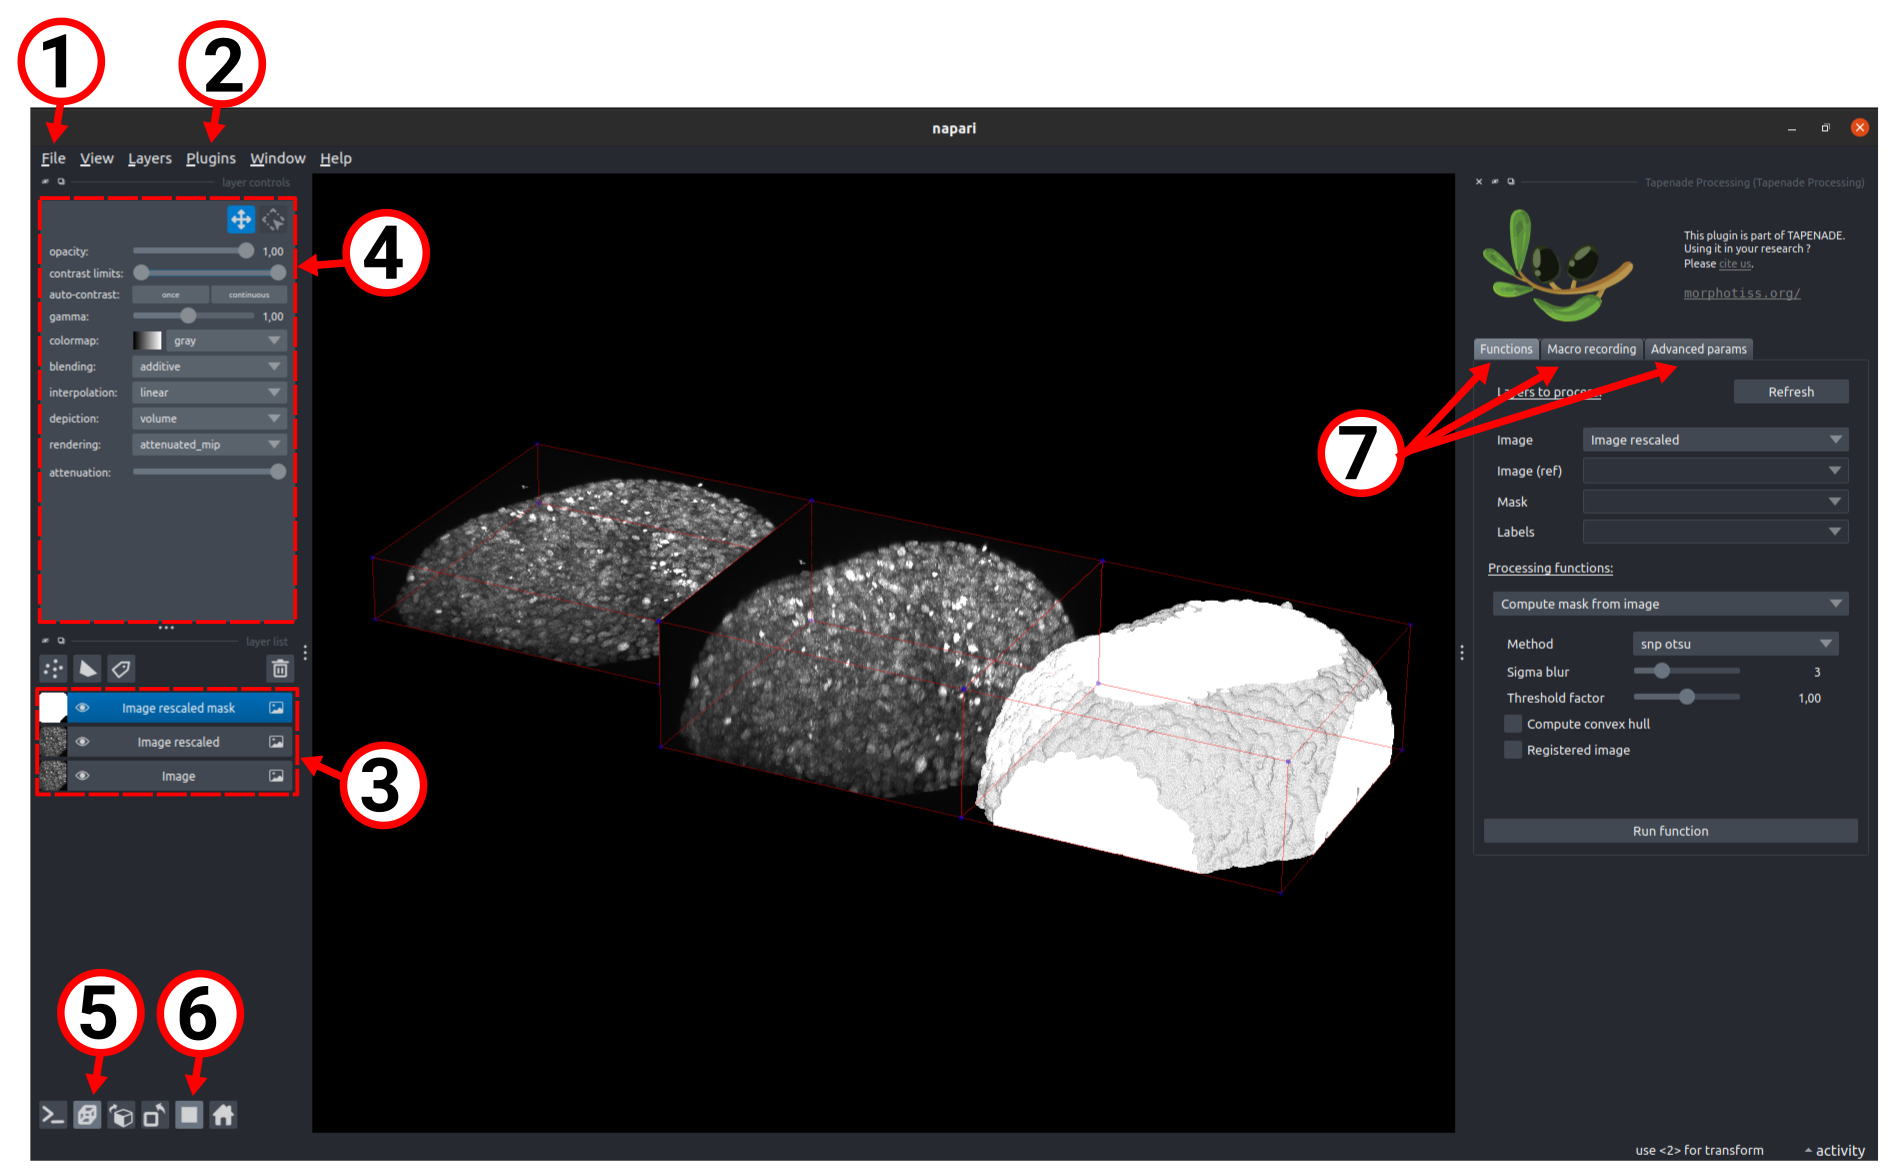 1
2
napari
File View Layers Plugins Window Help
layer controls
opacity: 1,00
contrast limits:
auto-contrast: once continuous
gamma: 1,00
colormap: gray
blending: additive
interpolation: linear
depiction: volume
rendering: attenuated_mip
attenuation:
4
layer list
Image rescaled mask
Image rescaled
Image
3
5
6
Tapenade Processing (Tapenade Processing)
This plugin is part of TAPENADE.
Using it in your research ?
Please cite us.
morphotiss.org/
Functions Macro recording Advanced params
7
Layers to process:
Refresh
Image Image rescaled
Image (ref)
Mask
Labels
Processing functions:
Compute mask from image
Method snp otsu
Sigma blur 3
Threshold factor 1,00
Compute convex hull
Registered image
Run function
use <2> for transform activity